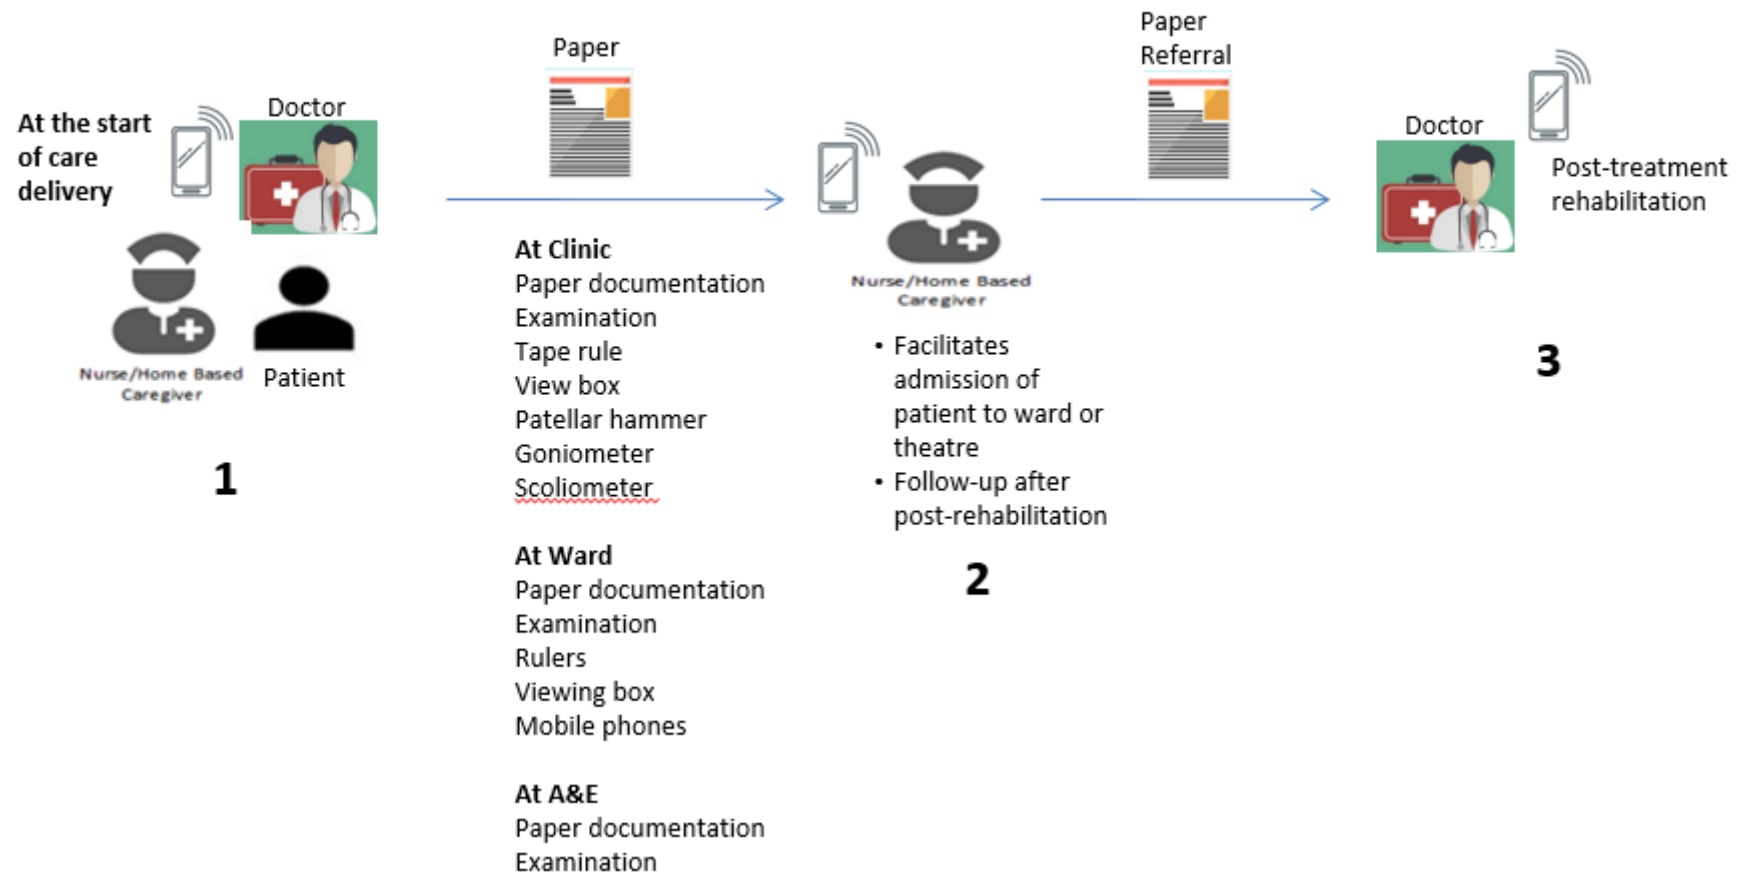 At the start
of care
delivery
Doctor
Nurse/Home Based
Caregiver
Patient
1
Paper
At Clinic
Paper documentation
Examination
Tape rule
View box
Patellar hammer
Goniometer
Scoliometer
At Ward
Paper documentation
Examination
Rulers
Viewing box
Mobile phones
At A&E
Paper documentation
Examination
Nurse/Home Based
Caregiver
• Facilitates
admission of
patient to ward or
theatre
• Follow-up after
post-rehabilitation
2
Paper
Referral
Doctor
Post-treatment
rehabilitation
3